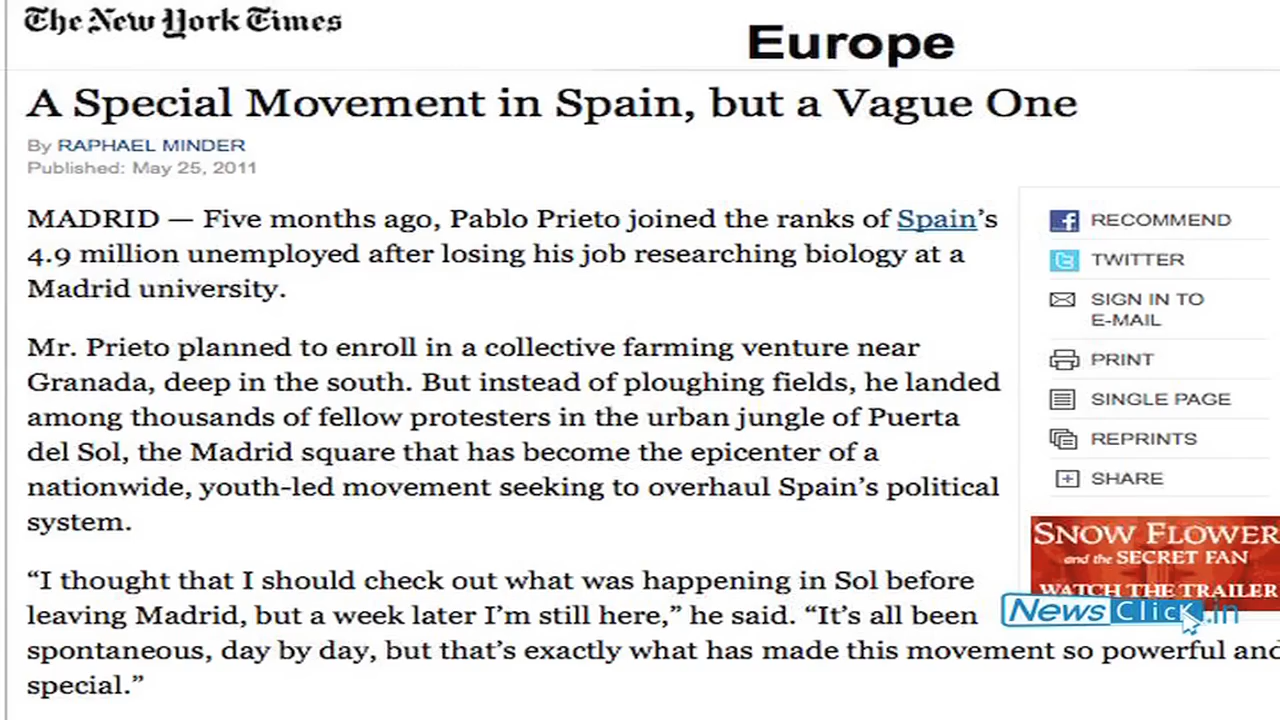 The New York Times
Europe
A Special Movement in Spain, but a Vague One
By RAPHAEL MINDER
Published: May 25, 2011
MADRID — Five months ago, Pablo Prieto joined the ranks of Spain's
4.9 million unemployed after losing his job researching biology at a
Madrid university.
Mr. Prieto planned to enroll in a collective farming venture near
Granada, deep in the south. But instead of ploughing fields, he landed
among thousands of fellow protesters in the urban jungle of Puerta
del Sol, the Madrid square that has become the epicenter of a
nationwide, youth-led movement seeking to overhaul Spain's political
system.
“I thought that I should check out what was happening in Sol before
leaving Madrid, but a week later I'm still here,” he said. “It's all been
spontaneous, day by day, but that's exactly what has made this movement so powerful and
special.”
RECOMMEND
TWITTER
SIGN IN TO
E-MAIL
PRINT
SINGLE PAGE
REPRINTS
SHARE
SNOW FLOWER
and the SECRET FAN
WATCH THE TRAILER
NewsClick.in